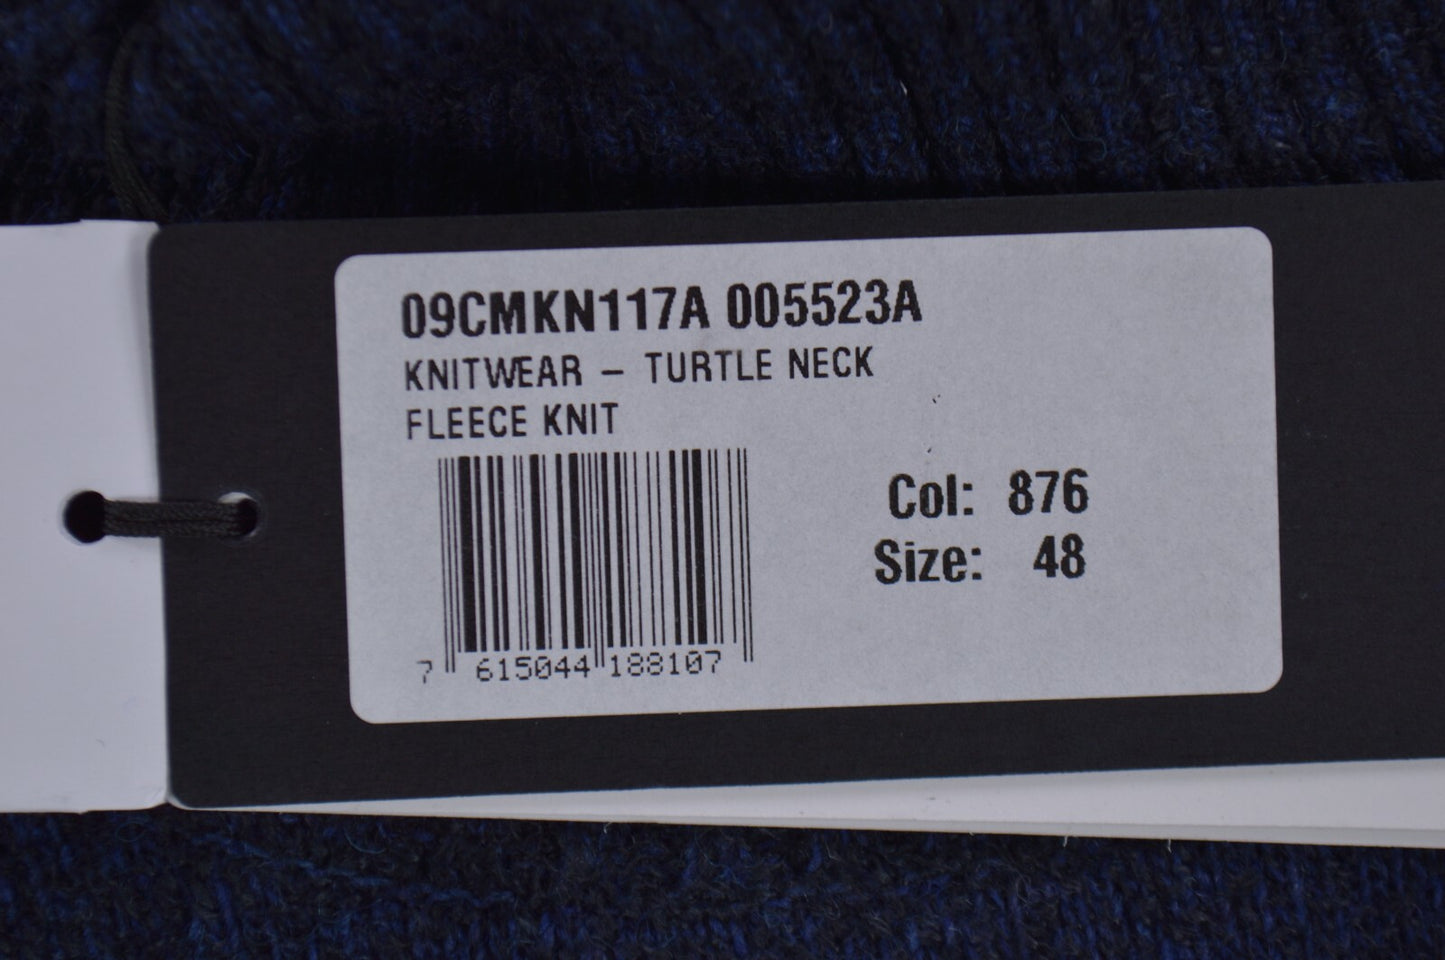 09CMKN117A 005523A
KNITWEAR – TURTLE NECK
FLEECE KNIT
Col: 876
Size: 48
7 615044 188107